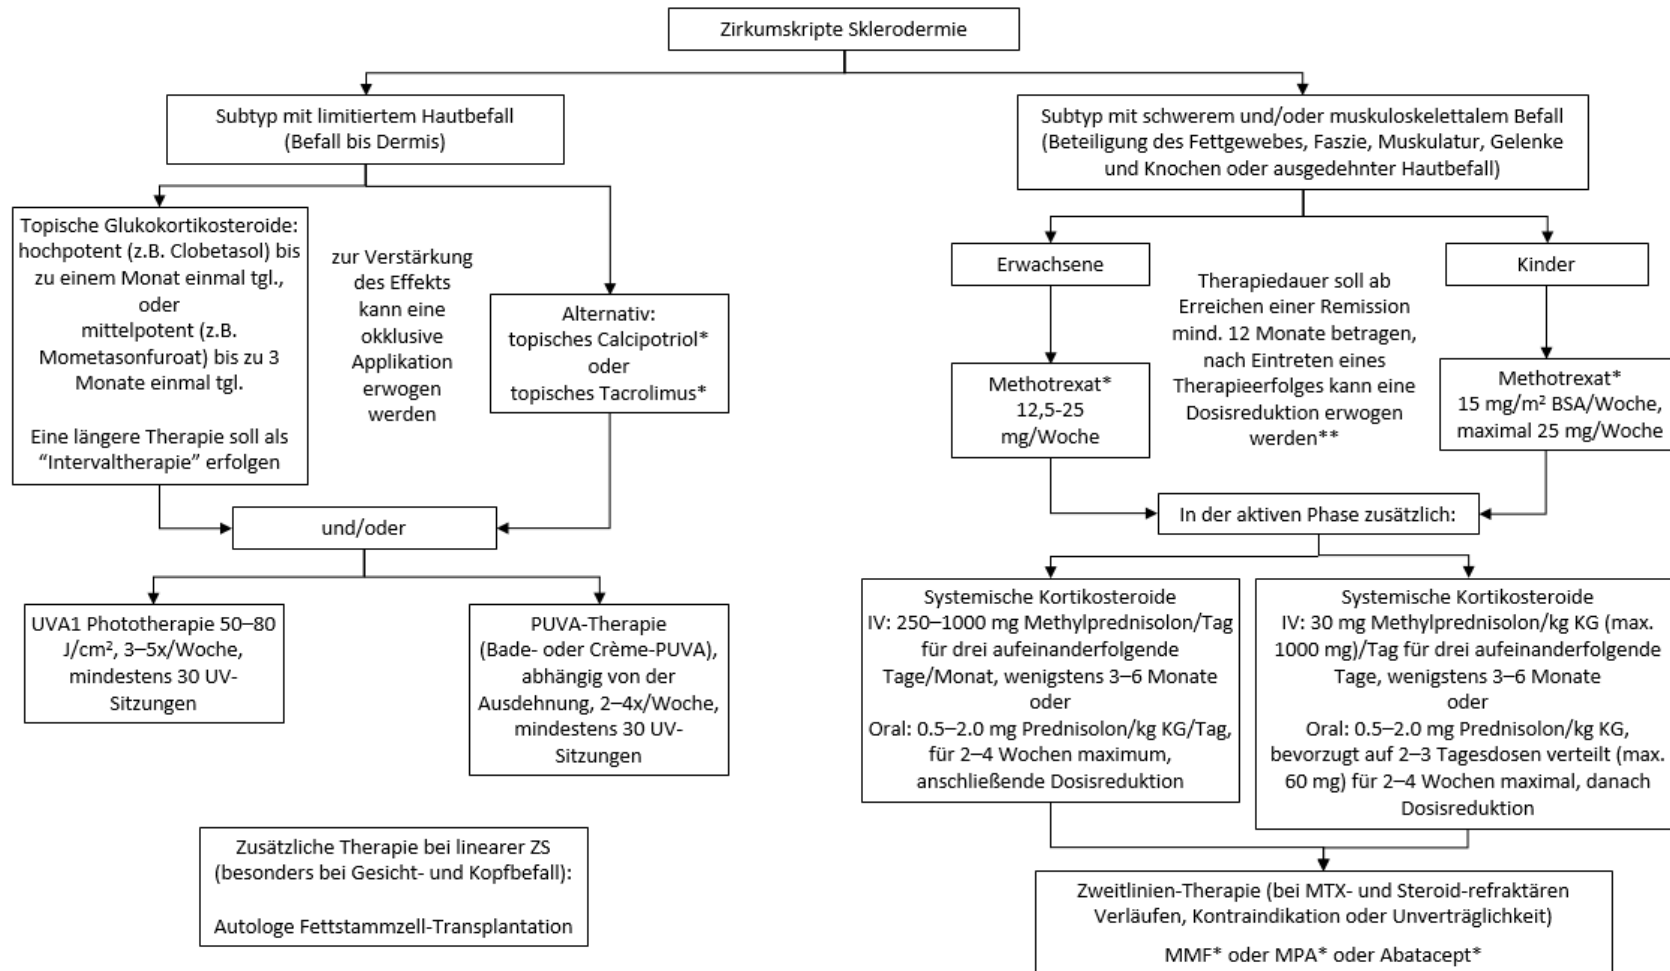 Zirkumskripte Sklerodermie
Subtyp mit limitiertem Hautbefall
(Befall bis Dermis)
Subtyp mit schwerem und/oder muskuloskelettalem Befall
(Beteiligung des Fettgewebes, Faszie, Muskulatur, Gelenke
und Knochen oder ausgedehnter Hautbefall)
Topische Glukokortikosteroide:
hochpotent (z.B. Clobetasol) bis
zu einem Monat einmal tgl.,
oder
mittelpotent (z.B.
Mometasonfuroat) bis zu 3
Monate einmal tgl.
Eine längere Therapie soll als
“Intervaltherapie” erfolgen
zur Verstärkung
des Effekts
kann eine
okklusive
Applikation
erwogen
werden
Alternativ:
topisches Calcipotriol*
oder
topisches Tacrolimus*
Erwachsene
Therapiedauer soll ab
Erreichen einer Remission
mind. 12 Monate betragen,
nach Eintreten eines
Therapieerfolges kann eine
Dosisreduktion erwogen
werden**
Kinder
Methotrexat*
12,5-25
mg/Woche
Methotrexat*
15 mg/m² BSA/Woche,
maximal 25 mg/Woche
und/oder
In der aktiven Phase zusätzlich:
UVA1 Phototherapie 50–80
J/cm², 3–5x/Woche,
mindestens 30 UV-
Sitzungen
PUVA-Therapie
(Bade- oder Crème-PUVA),
abhängig von der
Ausdehnung, 2–4x/Woche,
mindestens 30 UV-
Sitzungen
Systemische Kortikosteroide
IV: 250–1000 mg Methylprednisolon/Tag
für drei aufeinanderfolgende
Tage/Monat, wenigstens 3–6 Monate
oder
Oral: 0.5–2.0 mg Prednisolon/kg KG/Tag,
für 2–4 Wochen maximum,
anschließende Dosisreduktion
Systemische Kortikosteroide
IV: 30 mg Methylprednisolon/kg KG (max.
1000 mg)/Tag für drei aufeinanderfolgende
Tage, wenigstens 3–6 Monate
oder
Oral: 0.5–2.0 mg Prednisolon/kg KG,
bevorzugt auf 2–3 Tagesdosen verteilt (max.
60 mg) für 2–4 Wochen maximal, danach
Dosisreduktion
Zusätzliche Therapie bei linearer ZS
(besonders bei Gesicht- und Kopfbefall):
Autologe Fettstammzell-Transplantation
Zweitlinien-Therapie (bei MTX- und Steroid-refraktären
Verläufen, Kontraindikation oder Unverträglichkeit)
MMF* oder MPA* oder Abatacept*